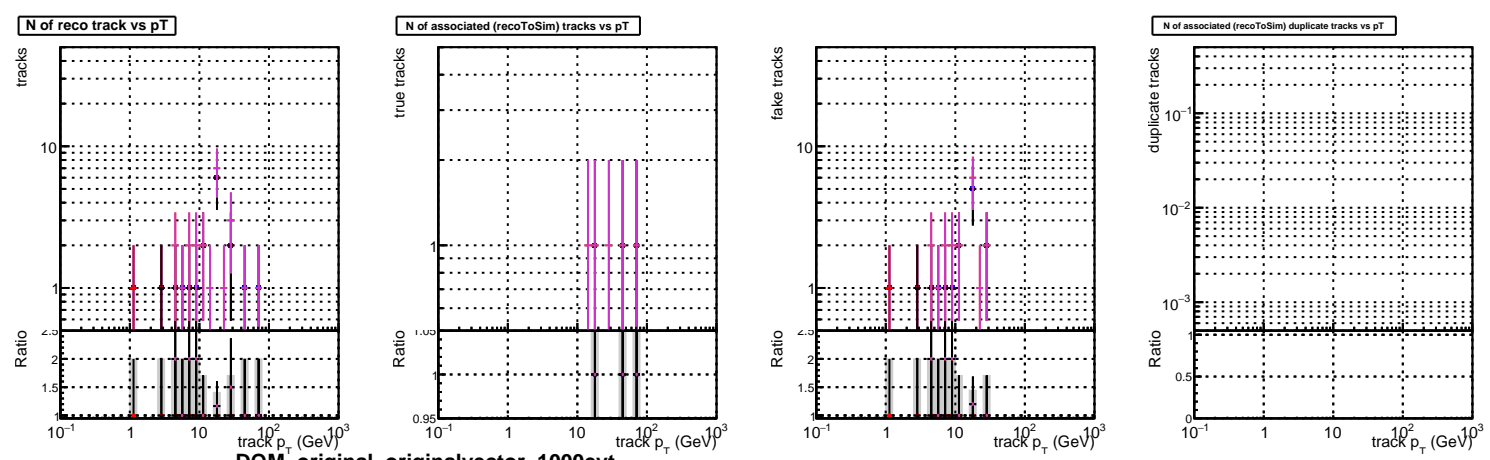 N of reco track vs pT
tracks
10
1
Ratio
2.5
2
1.5
1
10⁻¹ 1 10 10² 10³
track p_T (GeV)
N of associated (recoToSim) tracks vs pT
true tracks
1
Ratio
1.05
1
0.95
10⁻¹ 1 10 10² 10³
track p_T (GeV)
fake tracks
10
1
Ratio
2.5
2
1.5
1
10⁻¹ 1 10 10² 10³
track p_T (GeV)
N of associated (recoToSim) duplicate tracks vs pT
duplicate tracks
10⁻¹
10⁻²
10⁻³
Ratio
1
0.5
0
10⁻¹ 1 10 10² 10³
track p_T (GeV)